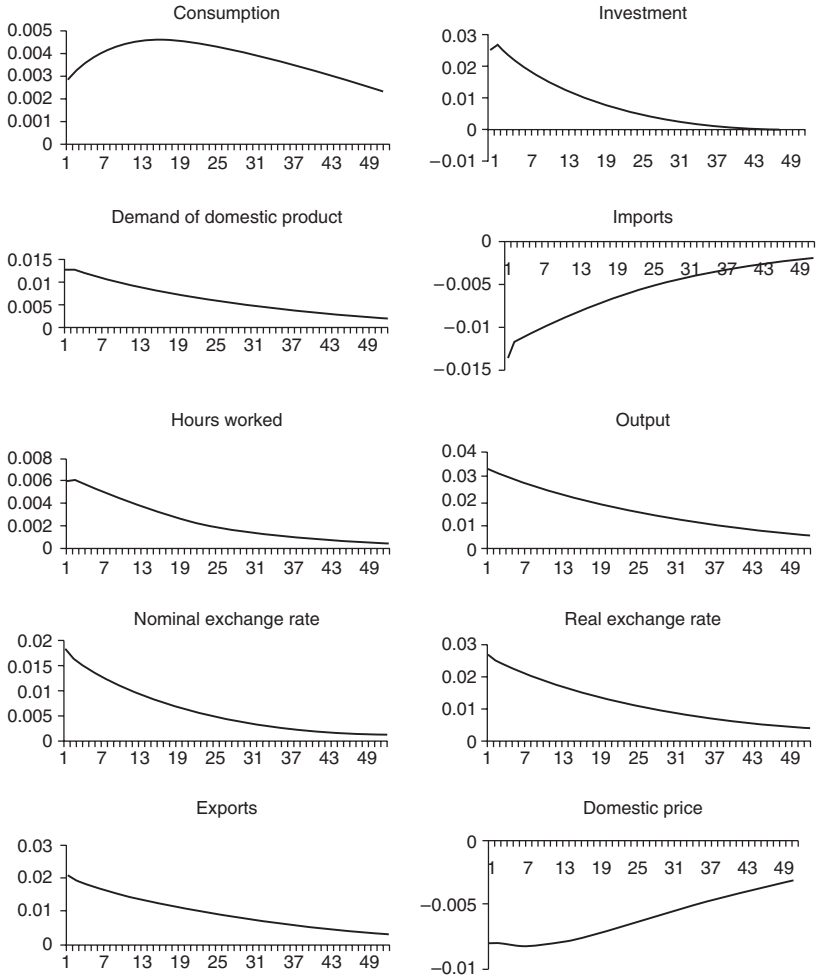 Consumption
0.005
0.004
0.003
0.002
0.001
0
1 7 13 19 25 31 37 43 49
Investment
0.03
0.02
0.01
0
−0.01
1 7 13 19 25 31 37 43 49
Demand of domestic product
0.015
0.01
0.005
0
1 7 13 19 25 31 37 43 49
Imports
0
−0.005
−0.01
−0.015
1 7 13 19 25 31 37 43 49
Hours worked
0.008
0.006
0.004
0.002
0
1 7 13 19 25 31 37 43 49
Output
0.04
0.03
0.02
0.01
0
1 7 13 19 25 31 37 43 49
Nominal exchange rate
0.02
0.015
0.01
0.005
0
1 7 13 19 25 31 37 43 49
Real exchange rate
0.03
0.02
0.01
0
1 7 13 19 25 31 37 43 49
Exports
0.03
0.02
0.01
0
1 7 13 19 25 31 37 43 49
Domestic price
0
−0.005
−0.01
1 7 13 19 25 31 37 43 49